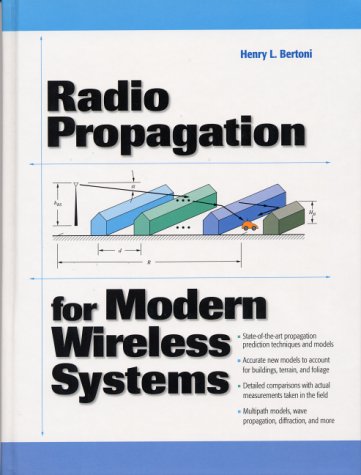 Henry L. Bertoni
Radio
Propagation
α
hBS
HB
d
R
for Modern
Wireless
Systems
• State-of-the-art propagation
prediction techniques and models
• Accurate new models to account
for buildings, terrain, and foliage
• Detailed comparisons with actual
measurements taken in the field
• Multipath models, wave
propagation, diffraction, and more